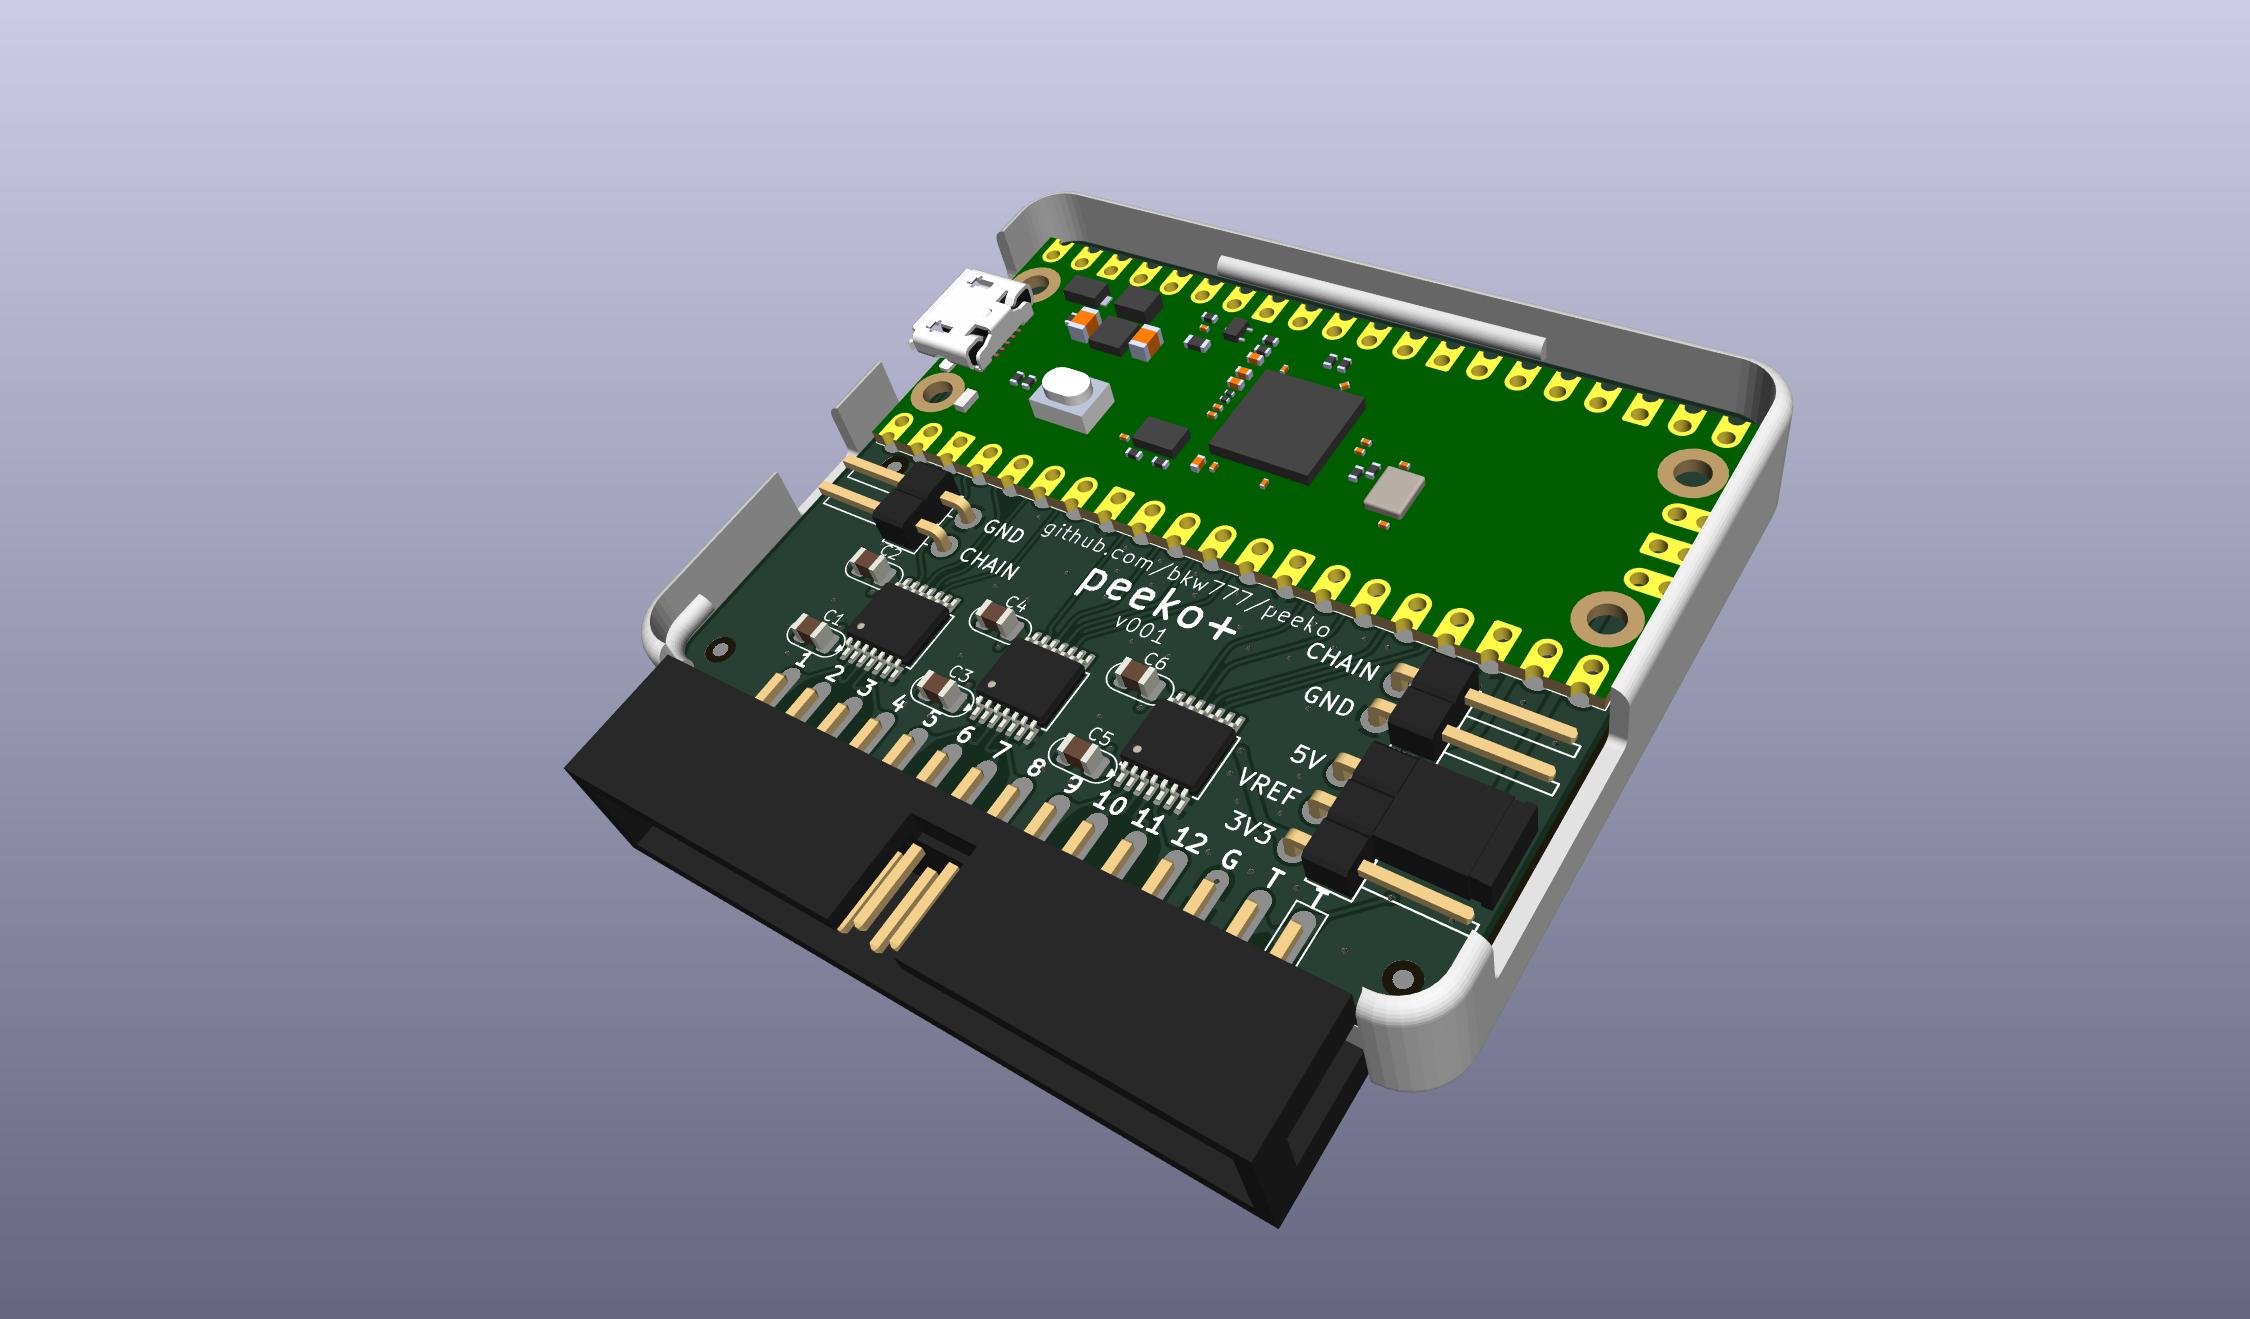 GND
CHAIN
github.com/bkw777/peeko
peeko+
v001
C2
C1
C4
C3
C6
C5
CHAIN
GND
5V
VREF
3V3
1 2 3 4 5 6 7 8 9 10 11 12 G T T